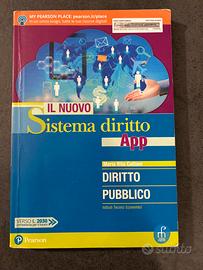 MY PEARSON PLACE: pearson.it/place
IL NUOVO
Sistema diritto
App
Maria Rita Cattani
DIRITTO
PUBBLICO
Istituti Tecnici Economici
VERSO IL 2030
Pearson
Subito.it